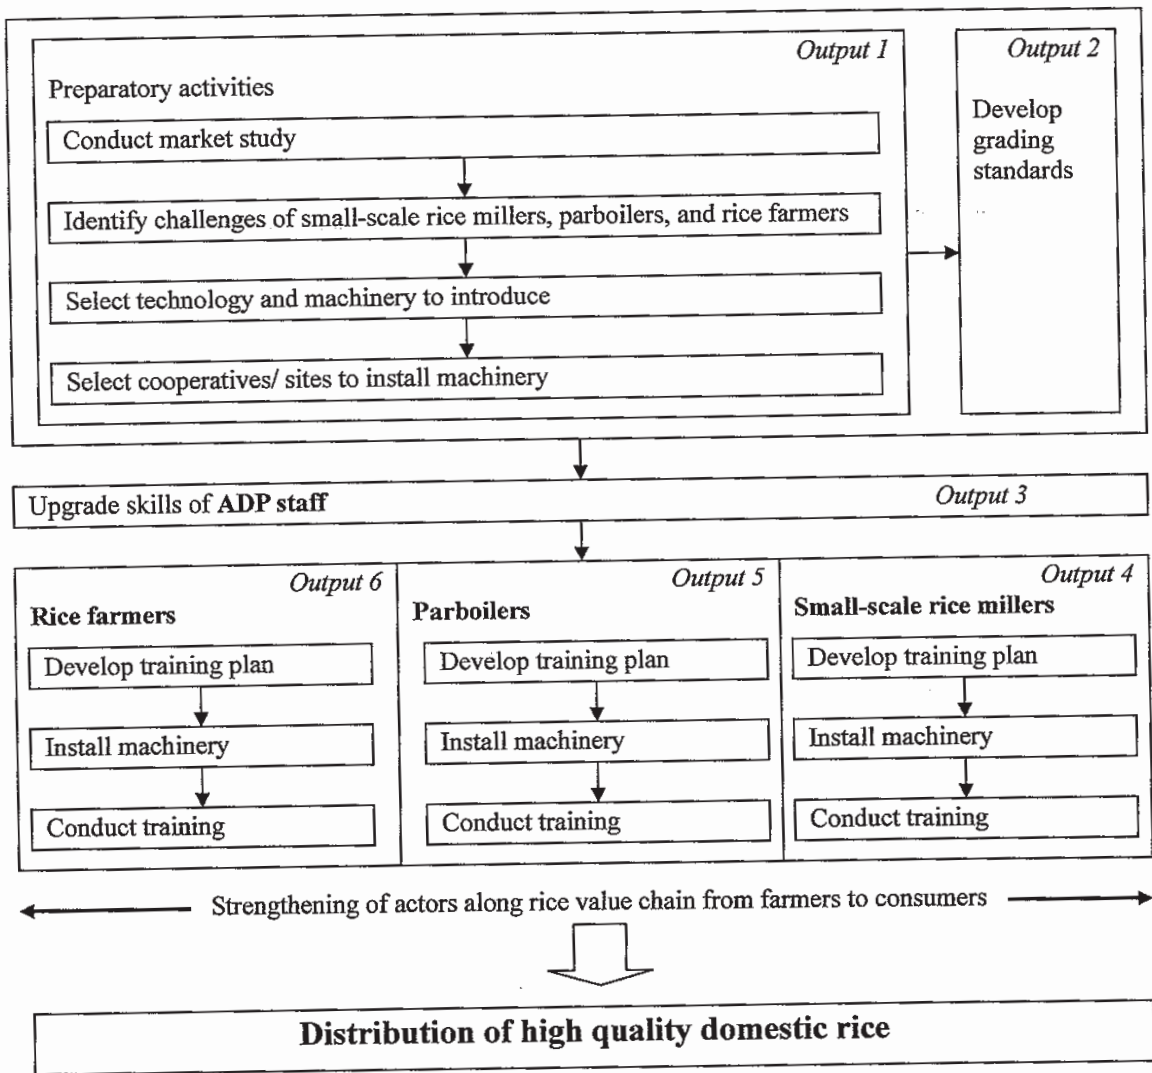 Output 1
Preparatory activities
Conduct market study
Identify challenges of small-scale rice millers, parboilers, and rice farmers
Select technology and machinery to introduce
Select cooperatives/ sites to install machinery
Output 2
Develop
grading
standards
Upgrade skills of ADP staff
Output 3
Output 6
Rice farmers
Develop training plan
Install machinery
Conduct training
Output 5
Parboilers
Develop training plan
Install machinery
Conduct training
Output 4
Small-scale rice millers
Develop training plan
Install machinery
Conduct training
Strengthening of actors along rice value chain from farmers to consumers
Distribution of high quality domestic rice